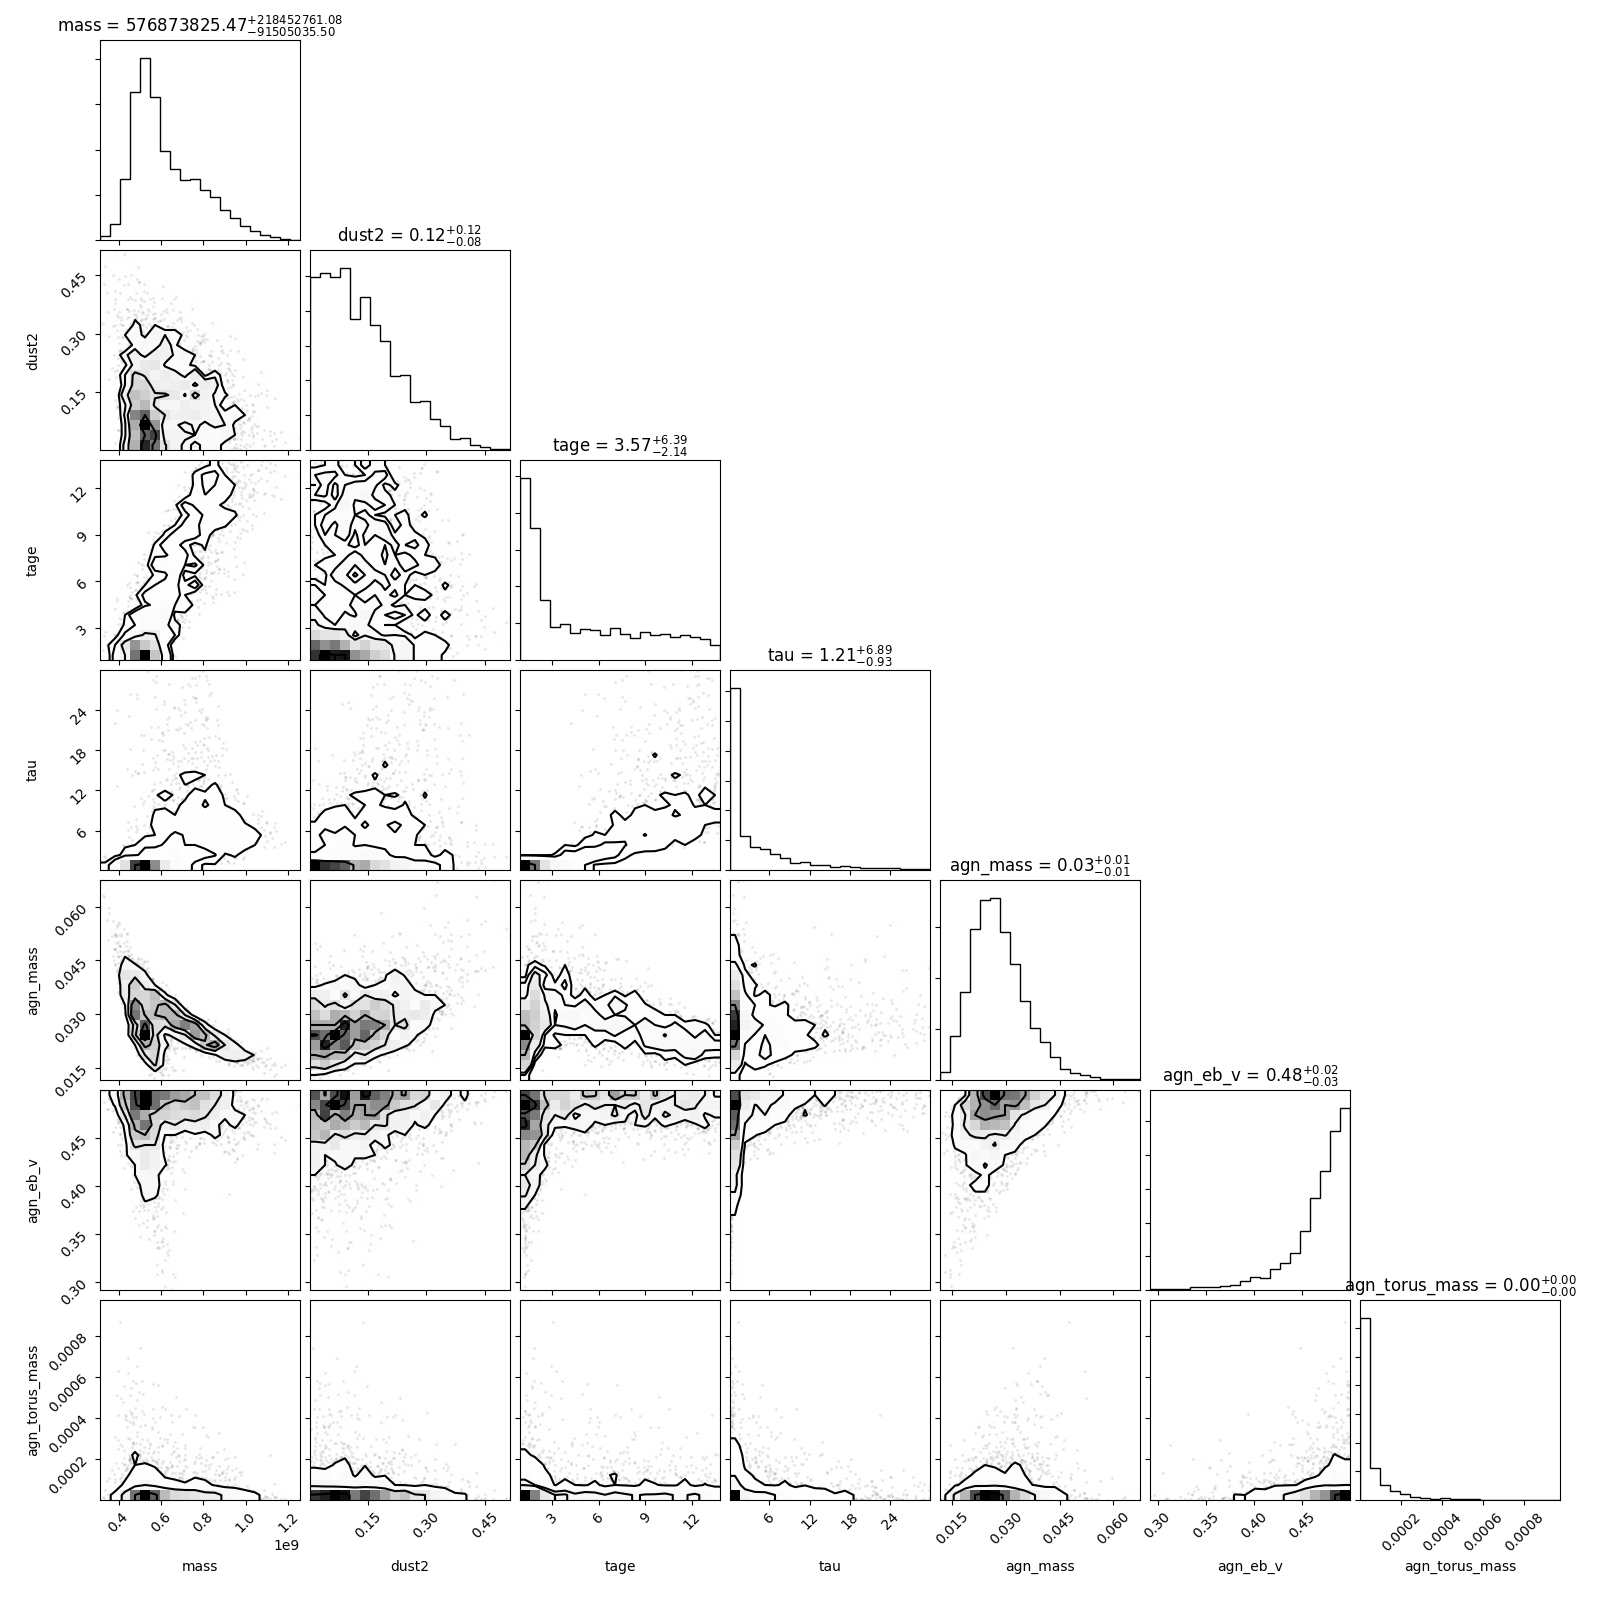 mass = 576873825.47 +218452761.08 −91505035.50
dust2 = 0.12 +0.12 −0.08
0.45
0.30
0.15
dust2
tage = 3.57 +6.39 −2.14
12
9
6
3
tage
tau = 1.21 +6.89 −0.93
24
18
12
6
tau
agn_mass = 0.03 +0.01 −0.01
0.060
0.045
0.030
0.015
agn_mass
agn_eb_v = 0.48 +0.02 −0.03
0.45
0.40
0.35
0.30
agn_eb_v
agn_torus_mass = 0.00 +0.00 −0.00
0.0008
0.0006
0.0004
0.0002
agn_torus_mass
0.4 0.6 0.8 1.0 1.2 0.15 0.30 0.45 3 6 9 12 6 12 18 24 0.015 0.030 0.045 0.060 0.30 0.35 0.40 0.45 0.0002 0.0004 0.0006 0.0008
1e9
mass dust2 tage tau agn_mass agn_eb_v agn_torus_mass